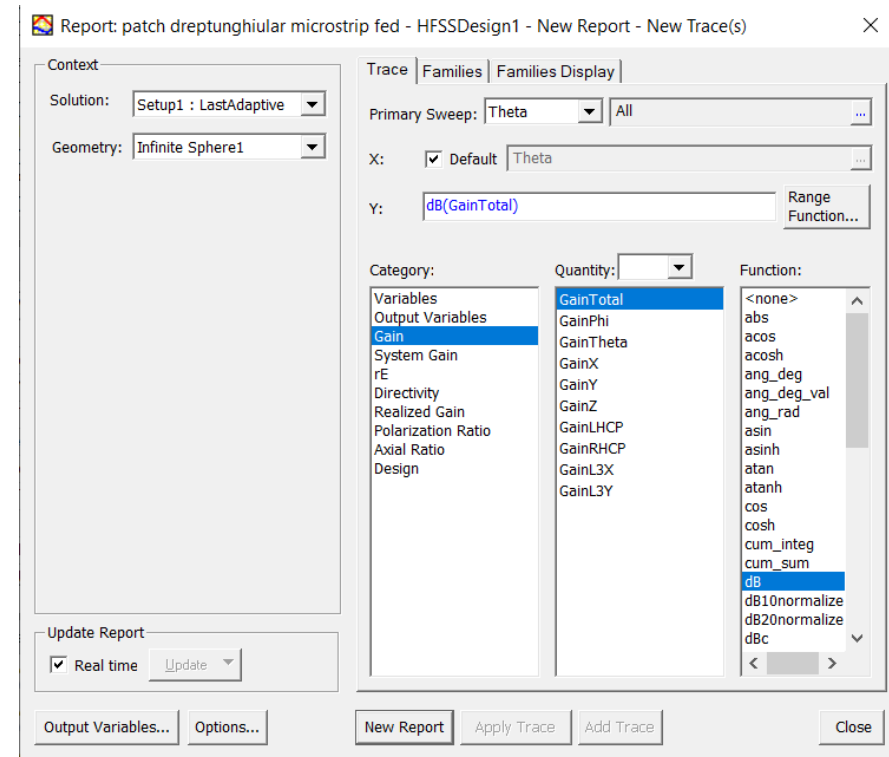 Report: patch dreptunghiular microstrip fed - HFSSDesign1 - New Report - New Trace(s)
Context
Solution: Setup1 : LastAdaptive
Geometry: Infinite Sphere1
Update Report
Real time Update
Output Variables... Options...
Trace Families Families Display
Primary Sweep: Theta All ...
X: Default Theta ...
Y: dB(GainTotal) Range Function...
Category:
Variables
Output Variables
Gain
System Gain
rE
Directivity
Realized Gain
Polarization Ratio
Axial Ratio
Design
Quantity:
GainTotal
GainPhi
GainTheta
GainX
GainY
GainZ
GainLHCP
GainRHCP
GainL3X
GainL3Y
Function:
<none>
abs
acos
acosh
ang_deg
ang_deg_val
ang_rad
asin
asinh
atan
atanh
cos
cosh
cum_integ
cum_sum
dB
dB10normalize
dB20normalize
dBc
New Report Apply Trace Add Trace Close